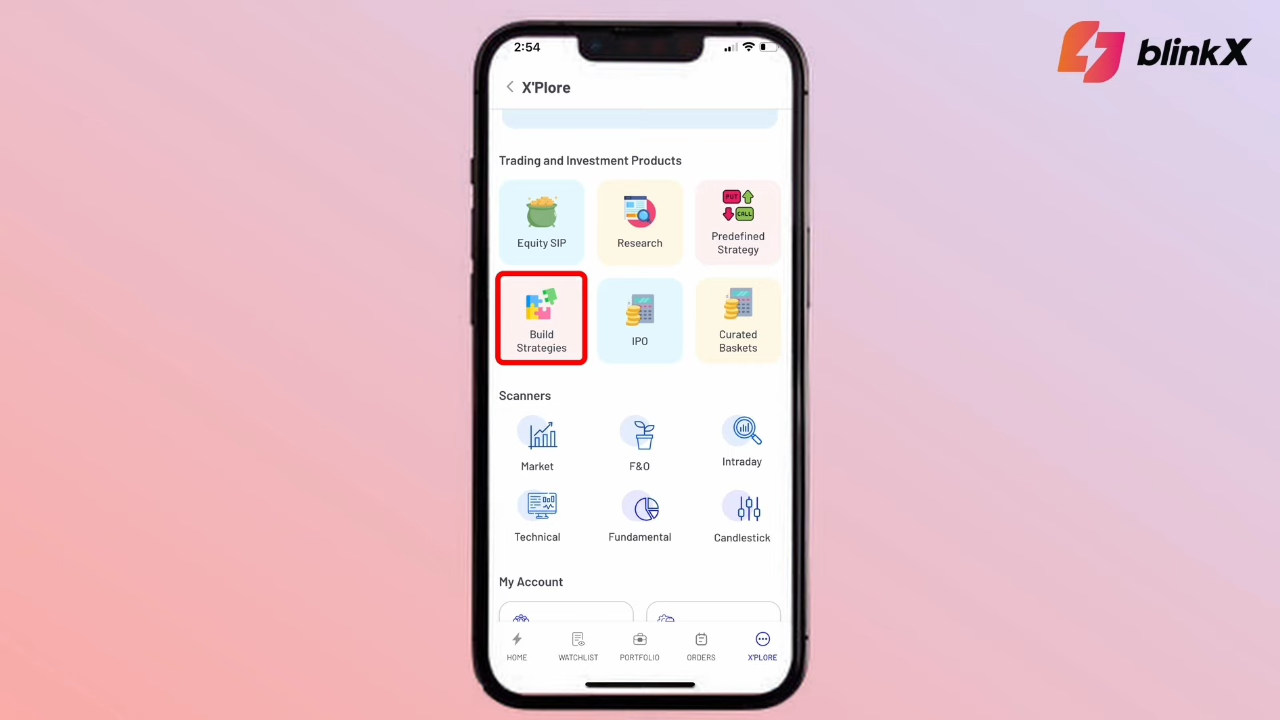 blinkX
2:54
X'Plore
Trading and Investment Products
PUT
CALL
Equity SIP
Research
Predefined
Strategy
Build
Strategies
IPO
Curated
Baskets
Scanners
Market
F&O
Intraday
Technical
Fundamental
Candlestick
My Account
HOME
WATCHLIST
PORTFOLIO
ORDERS
X'PLORE